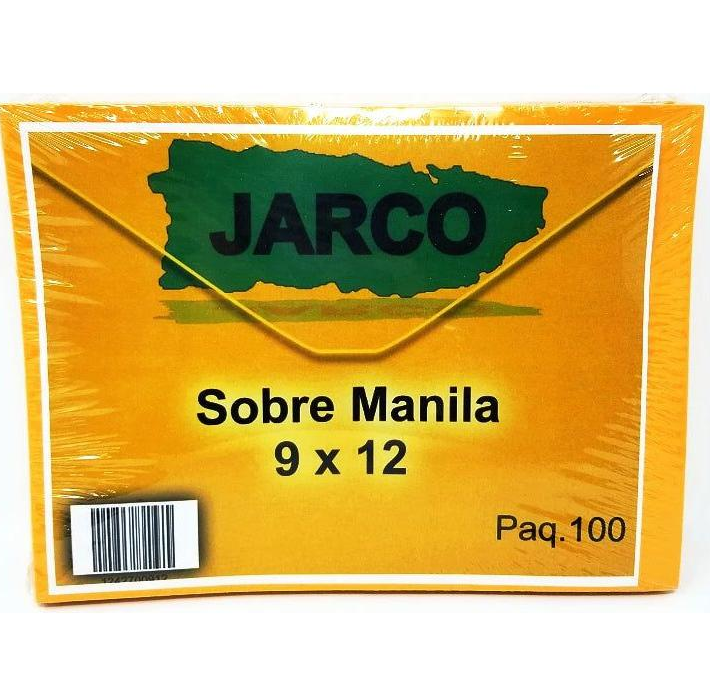 JARCO
Sobre Manila
9 x 12
Paq.100